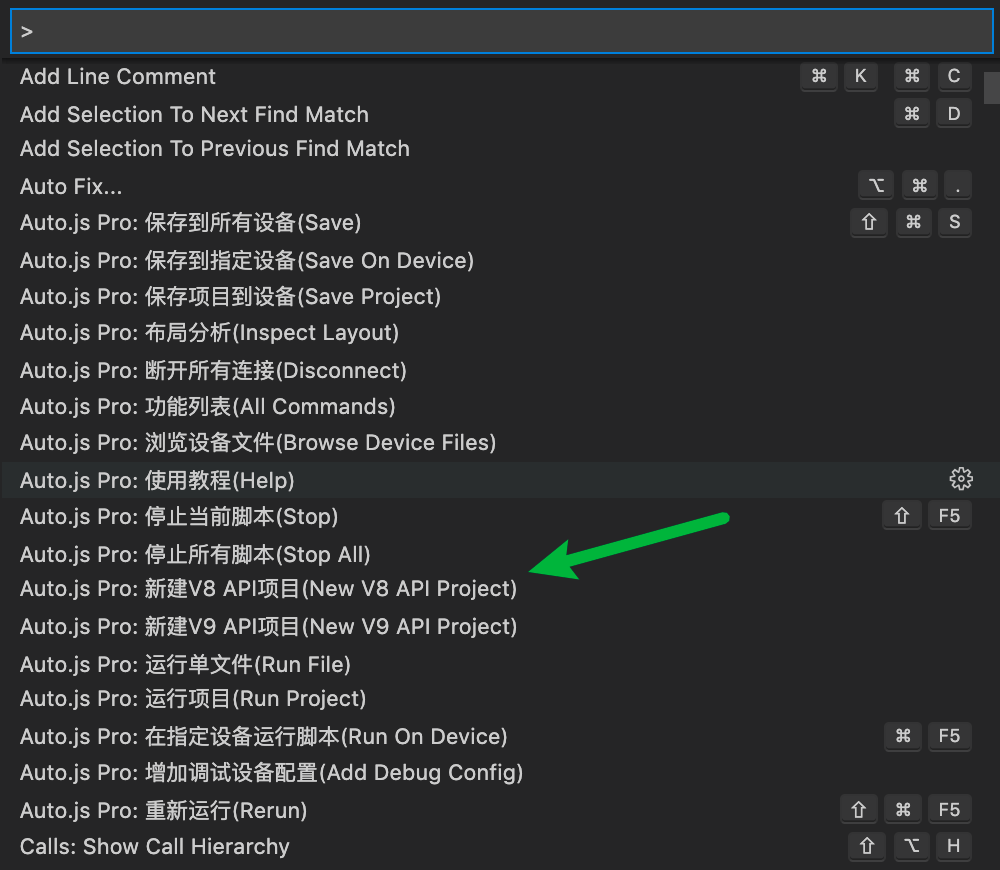 >
Add Line Comment ⌘ K ⌘ C
Add Selection To Next Find Match ⌘ D
Add Selection To Previous Find Match
Auto Fix... ⌥ ⌘ .
Auto.js Pro: 保存到所有设备(Save) ⇧ ⌘ S
Auto.js Pro: 保存到指定设备(Save On Device)
Auto.js Pro: 保存项目到设备(Save Project)
Auto.js Pro: 布局分析(Inspect Layout)
Auto.js Pro: 断开所有连接(Disconnect)
Auto.js Pro: 功能列表(All Commands)
Auto.js Pro: 浏览设备文件(Browse Device Files)
Auto.js Pro: 使用教程(Help)
Auto.js Pro: 停止当前脚本(Stop) ⇧ F5
Auto.js Pro: 停止所有脚本(Stop All)
Auto.js Pro: 新建V8 API项目(New V8 API Project)
Auto.js Pro: 新建V9 API项目(New V9 API Project)
Auto.js Pro: 运行单文件(Run File)
Auto.js Pro: 运行项目(Run Project)
Auto.js Pro: 在指定设备运行脚本(Run On Device) ⌘ F5
Auto.js Pro: 增加调试设备配置(Add Debug Config)
Auto.js Pro: 重新运行(Rerun) ⇧ ⌘ F5
Calls: Show Call Hierarchy ⇧ ⌥ H